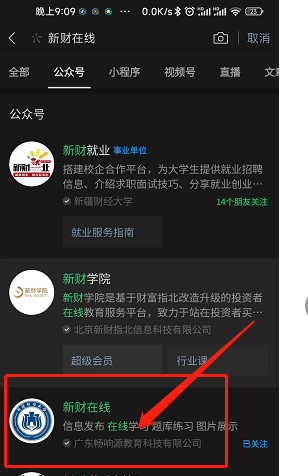 晚上9:09
0.0K/s
23
新财在线
取消
全部 公众号 小程序 视频号 直播 文章
公众号
新财就业 事业单位
搭建校企合作平台，为大学生提供就业招聘
信息、介绍求职面试技巧、分享就业创业…
新疆财经大学 14个朋友关注
就业服务指南
新财学院
新财学院是基于财富指北改造升级的投资者
在线教育服务平台，致力于站在投资者买…
北京新财指北信息科技有限公司
超级会员 行业课
新财在线
信息发布 在线学习 题库练习 图片展示
广东畅响源教育科技有限公司 已关注